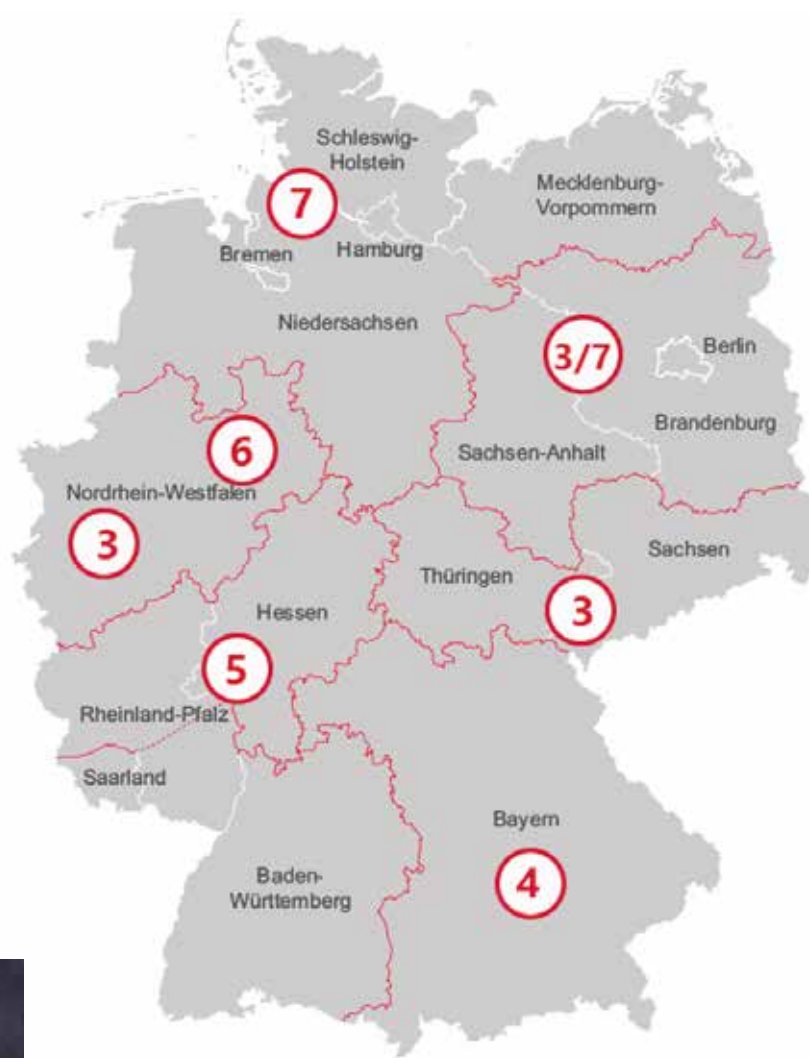 Schleswig-
Holstein
Mecklenburg-
Vorpommern
7
Bremen
Hamburg
Niedersachsen
3/7
Berlin
Brandenburg
6
Sachsen-Anhalt
Nordrhein-Westfalen
3
Sachsen
Thüringen
3
Hessen
5
Rheinland-Pfalz
Saarland
Bayern
4
Baden-
Württemberg